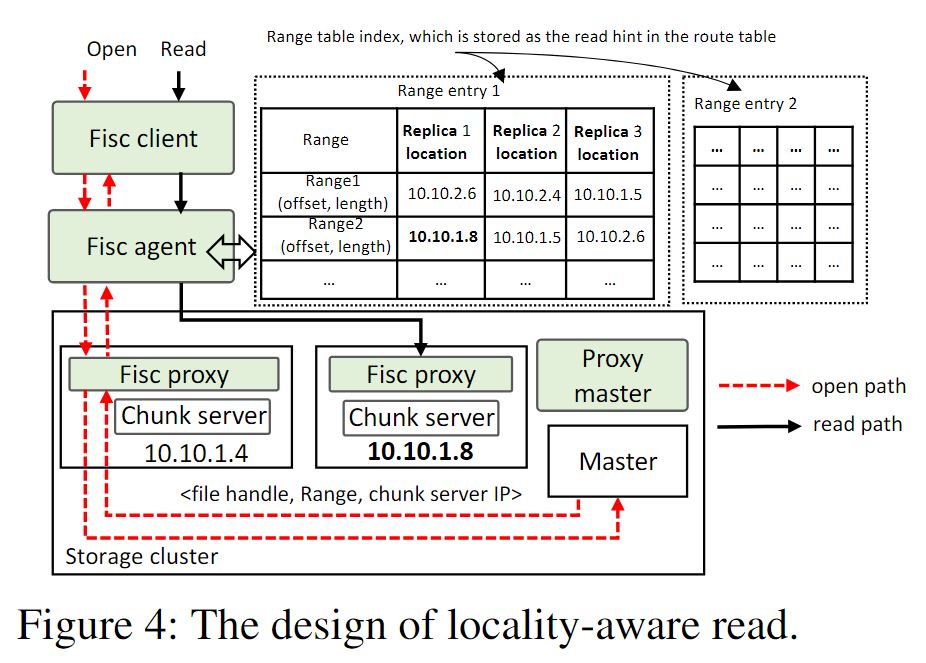 Open Read
Range table index, which is stored as the read hint in the route table
Fisc client
Range entry 1
Range
Replica 1
location
Replica 2
location
Replica 3
location
Range1
(offset, length)
10.10.2.6
10.10.2.4
10.10.1.5
Range2
(offset, length)
10.10.1.8
10.10.1.5
10.10.2.6
...
...
...
Range entry 2
... ... ... ...
... ... ... ...
... ... ... ...
... ... ... ...
Fisc agent
Fisc proxy
Chunk server
10.10.1.4
Fisc proxy
Chunk server
10.10.1.8
Proxy
master
Master
<file handle, Range, chunk server IP>
Storage cluster
open path
read path
Figure 4: The design of locality-aware read.